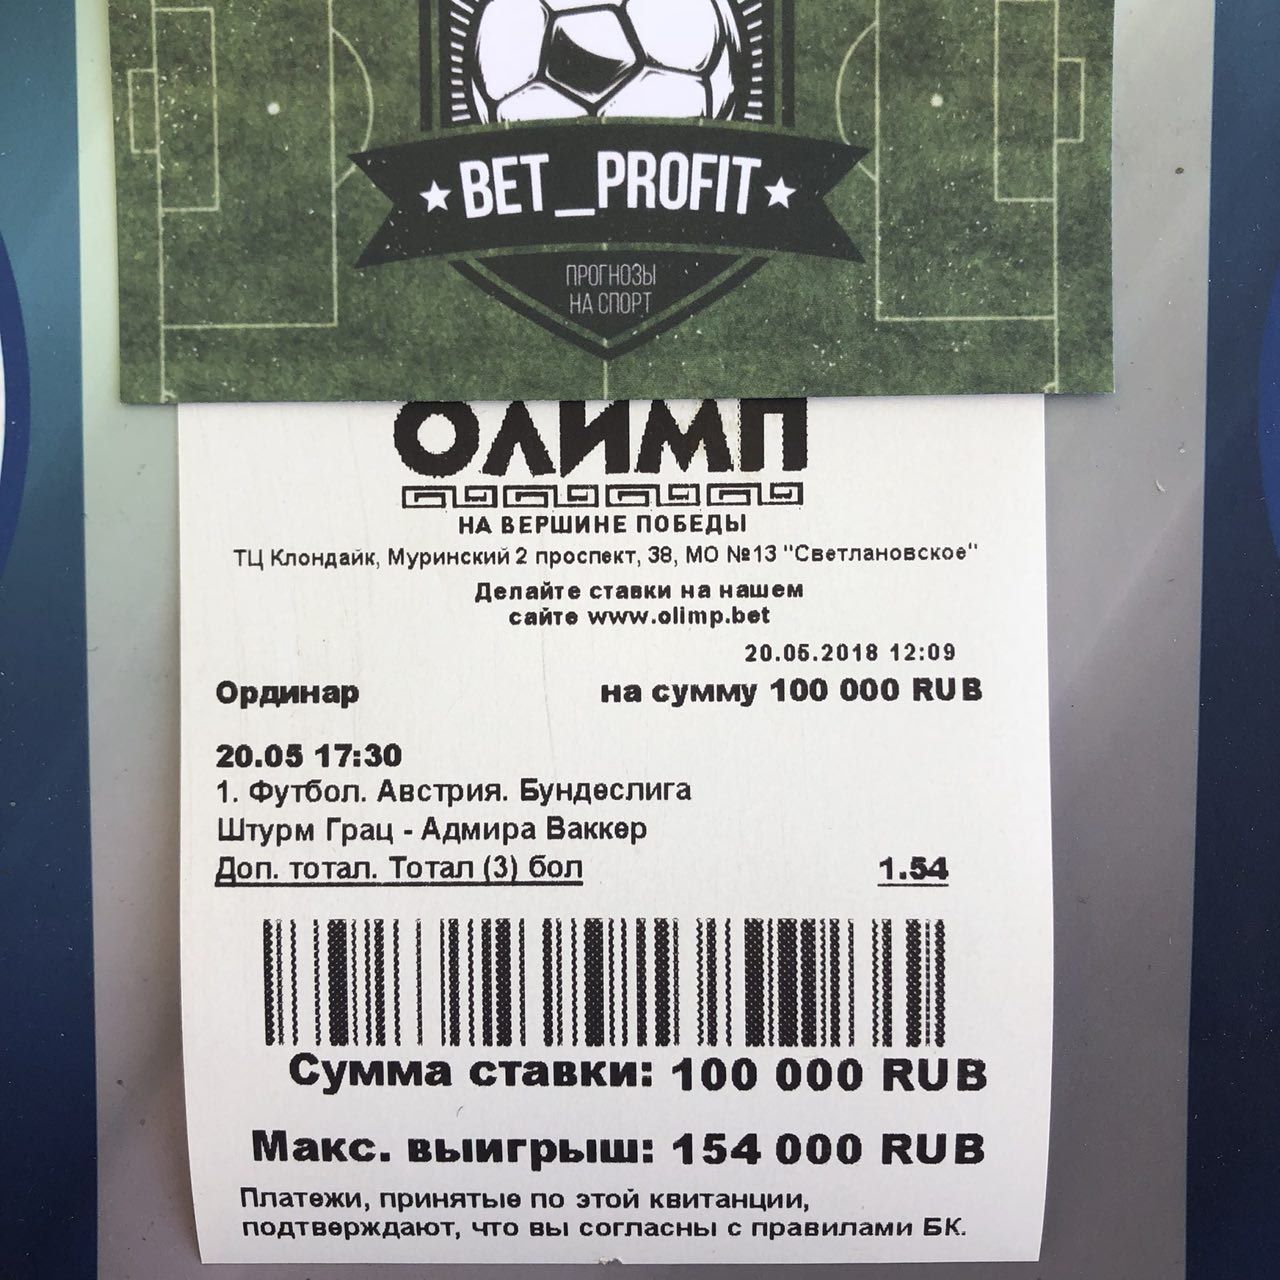 BET_PROFIT
ПРОГНОЗЫ
НА СПОРТ
ОЛИМП
НА ВЕРШИНЕ ПОБЕДЫ
ТЦ Клондайк, Муринский 2 проспект, 38, МО №13 "Светлановское"
Делайте ставки на нашем
сайте www.olimp.bet
20.05.2018 12:09
Ординар на сумму 100 000 RUB
20.05 17:30
1. Футбол. Австрия. Бундеслига
Штурм Грац - Адмира Ваккер
Доп. тотал. Тотал (3) бол 1.54
Сумма ставки: 100 000 RUB
Макс. выигрыш: 154 000 RUB
Платежи, принятые по этой квитанции,
подтверждают, что вы согласны с правилами БК.